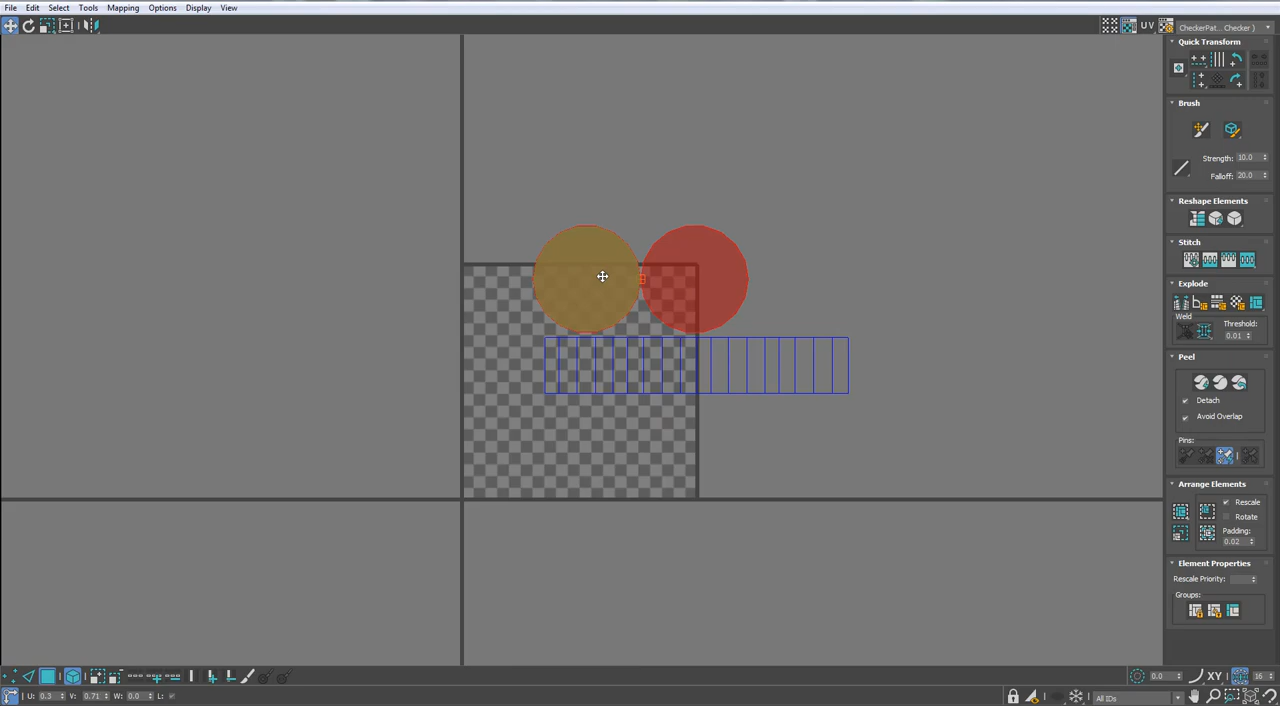 File Edit Select Tools Mapping Options Display View
UV CheckerPat... Checker )
Quick Transform
Brush
Strength: 10.0
Falloff: 20.0
Reshape Elements
Stitch
Explode
Weld
Threshold:
0.01
Peel
Detach
Avoid Overlap
Pins:
Arrange Elements
Rescale
Rotate
Padding:
0.02
Element Properties
Rescale Priority:
Groups:
0.0 XY 16
U: 0.3 V: 0.71 W: 0.0 L: All IDs